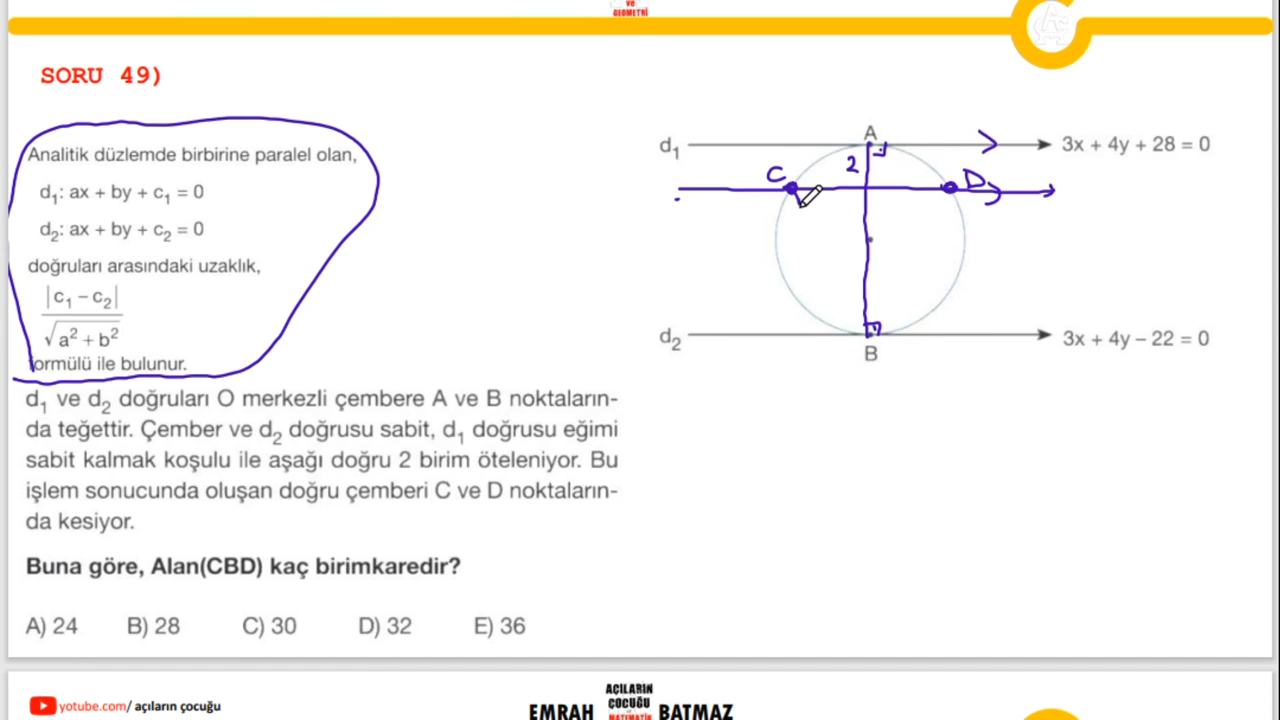 VE
GEOMETRİ
SORU 49)
Analitik düzlemde birbirine paralel olan,
d₁: ax + by + c₁ = 0
d₂: ax + by + c₂ = 0
doğruları arasındaki uzaklık,
|c₁ – c₂|
√a² + b²
formülü ile bulunur.
d₁ ve d₂ doğruları O merkezli çembere A ve B noktaların-
da teğettir. Çember ve d₂ doğrusu sabit, d₁ doğrusu eğimi
sabit kalmak koşulu ile aşağı doğru 2 birim öteleniyor. Bu
işlem sonucunda oluşan doğru çemberi C ve D noktaların-
da kesiyor.
Buna göre, Alan(CBD) kaç birimkaredir?
A) 24 B) 28 C) 30 D) 32 E) 36
A
d₁ 3x + 4y + 28 = 0
2
C D
d₂ 3x + 4y – 22 = 0
B
yotube.com/ açıların çocuğu
EMRAH AÇILARIN ÇOCUĞU MATEMATİK BATMAZ